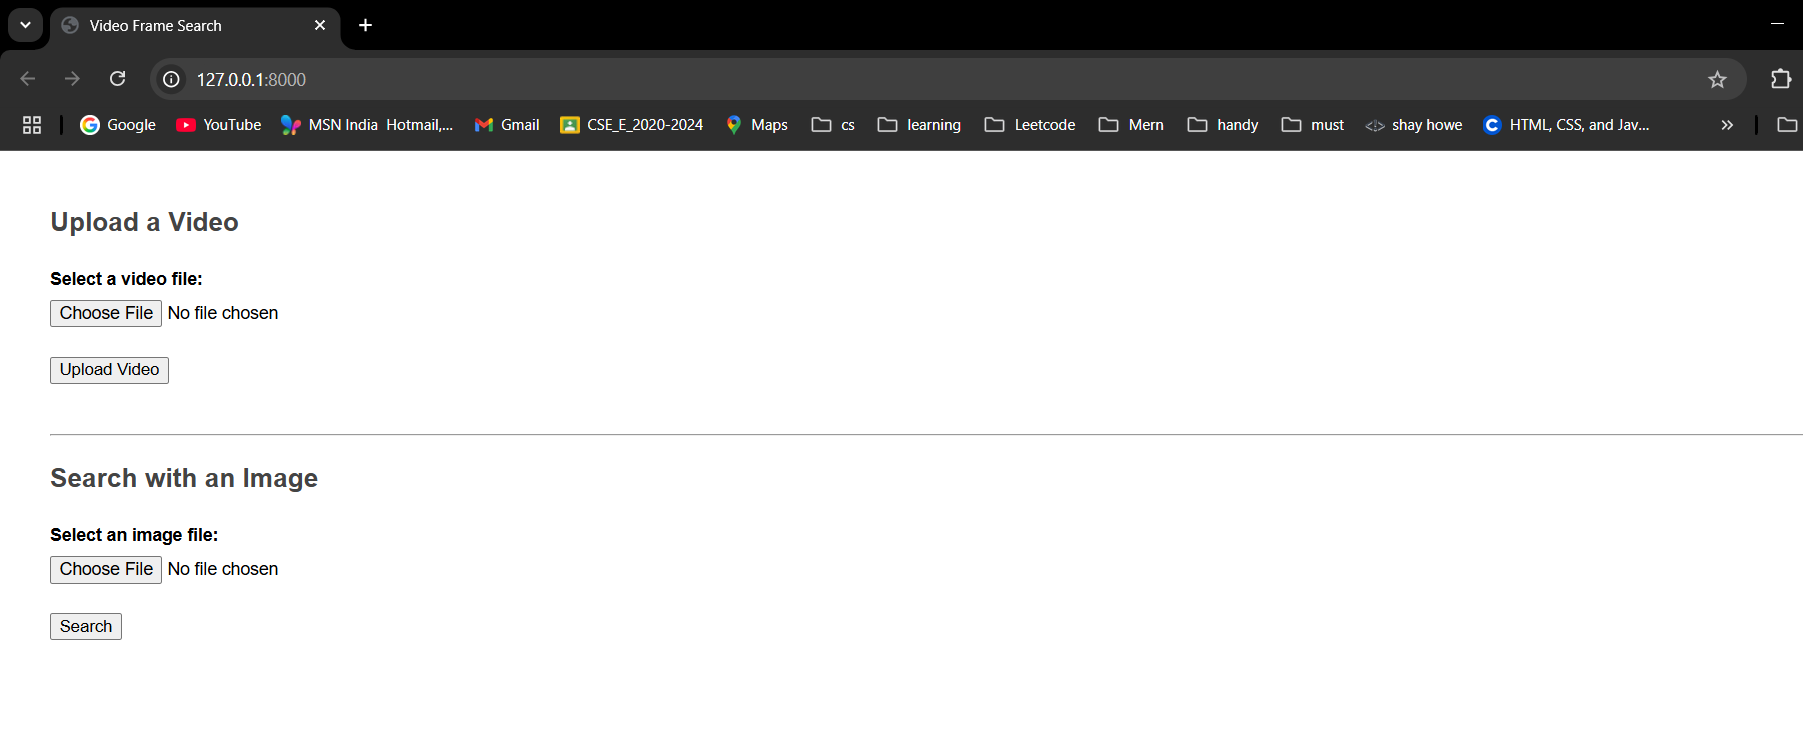 Video Frame Search
127.0.0.1:8000
Google YouTube MSN India Hotmail,... Gmail CSE_E_2020-2024 Maps cs learning Leetcode Mern handy must shay howe HTML, CSS, and Jav...
Upload a Video
Select a video file:
Choose File No file chosen
Upload Video
Search with an Image
Select an image file:
Choose File No file chosen
Search